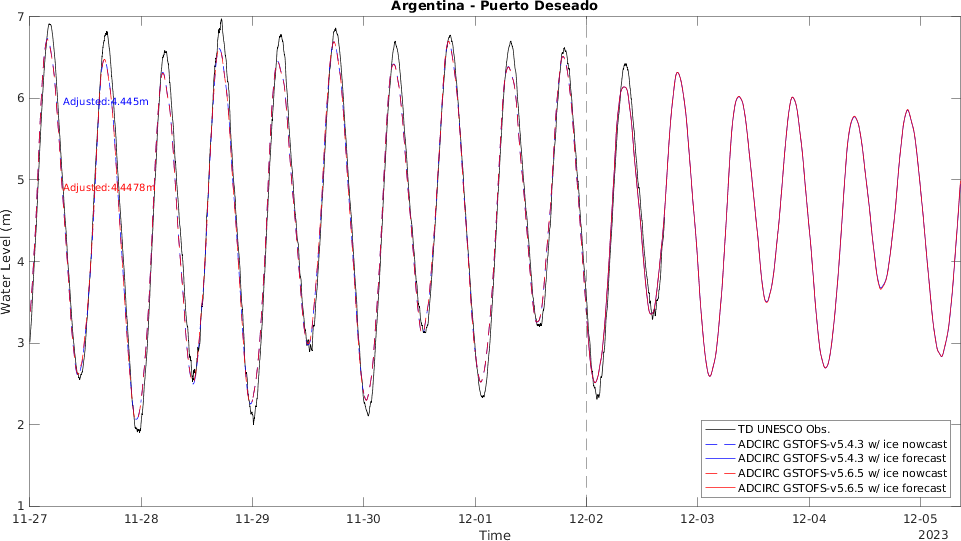 Argentina - Puerto Deseado
Water Level (m)
7
6
5
4
3
2
1
Adjusted:4.445m
Adjusted:4.4478m
TD UNESCO Obs.
ADCIRC GSTOFS-v5.4.3 w/ ice nowcast
ADCIRC GSTOFS-v5.4.3 w/ ice forecast
ADCIRC GSTOFS-v5.6.5 w/ ice nowcast
ADCIRC GSTOFS-v5.6.5 w/ ice forecast
11-27 11-28 11-29 11-30 12-01 12-02 12-03 12-04 12-05
Time
2023